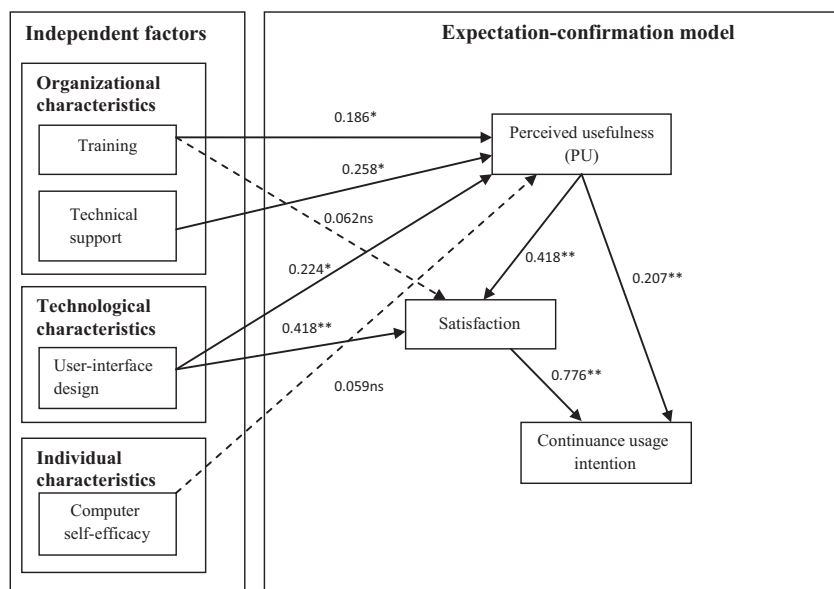 Independent factors
Organizational
characteristics
Training
Technical
support
Technological
characteristics
User-interface
design
Individual
characteristics
Computer
self-efficacy
Expectation-confirmation model
0.186*
Perceived usefulness
(PU)
0.258*
0.062ns
0.224*
0.418**
0.207**
Satisfaction
0.418**
0.059ns
0.776**
Continuance usage
intention